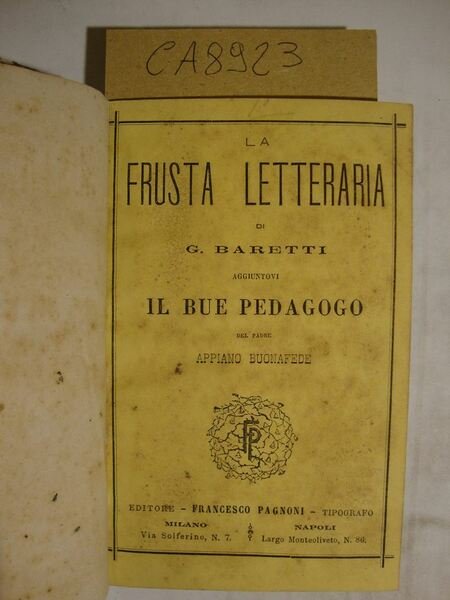 CA8923
LA
FRUSTA LETTERARIA
DI
G. BARETTI
AGGIUNTOVI
IL BUE PEDAGOGO
DEL PADRE
APPIANO BUONAFEDE
FP
EDITORE - FRANCESCO PAGNONI - TIPOGRAFO
MILANO NAPOLI
Via Solferino, N. 7. Largo Monteoliveto, N. 86.